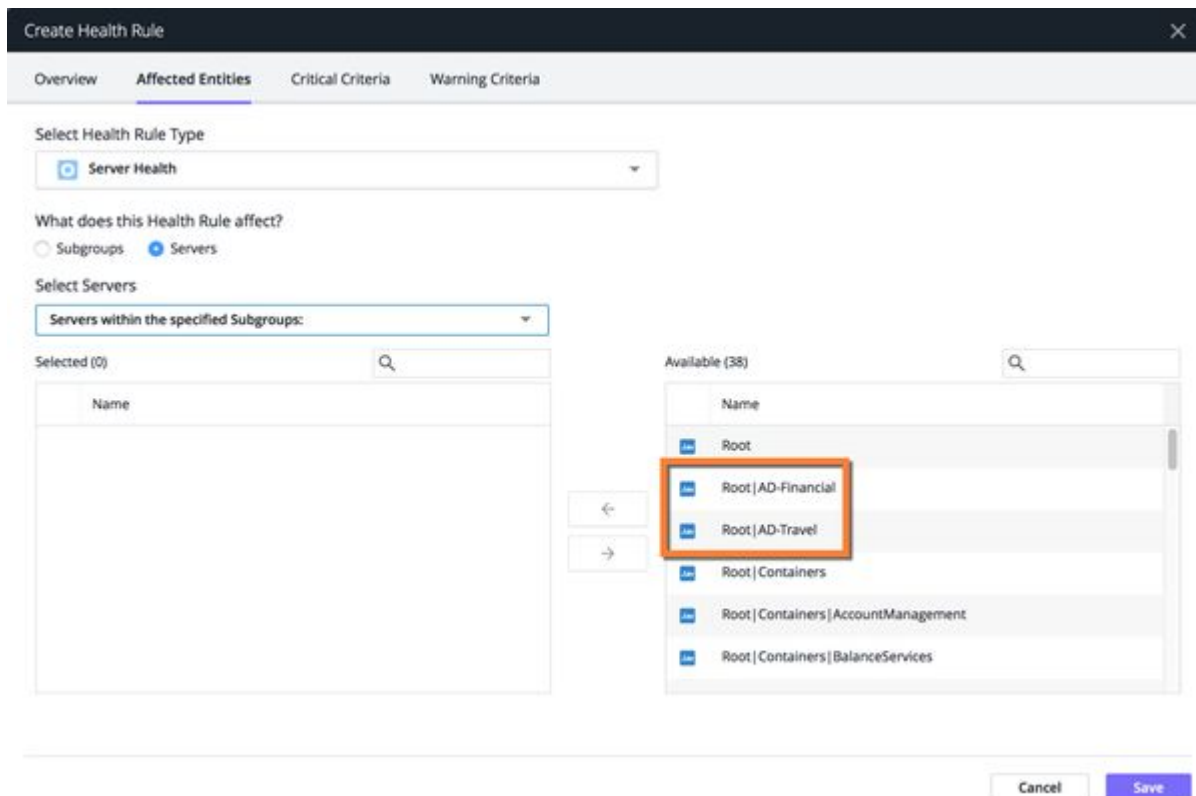 Create Health Rule
Overview Affected Entities Critical Criteria Warning Criteria
Select Health Rule Type
Server Health
What does this Health Rule affect?
Subgroups Servers
Select Servers
Servers within the specified Subgroups:
Selected (0) Available (38)
Name Name
Root
Root|AD-Financial
Root|AD-Travel
Root|Containers
Root|Containers|AccountManagement
Root|Containers|BalanceServices
Cancel Save